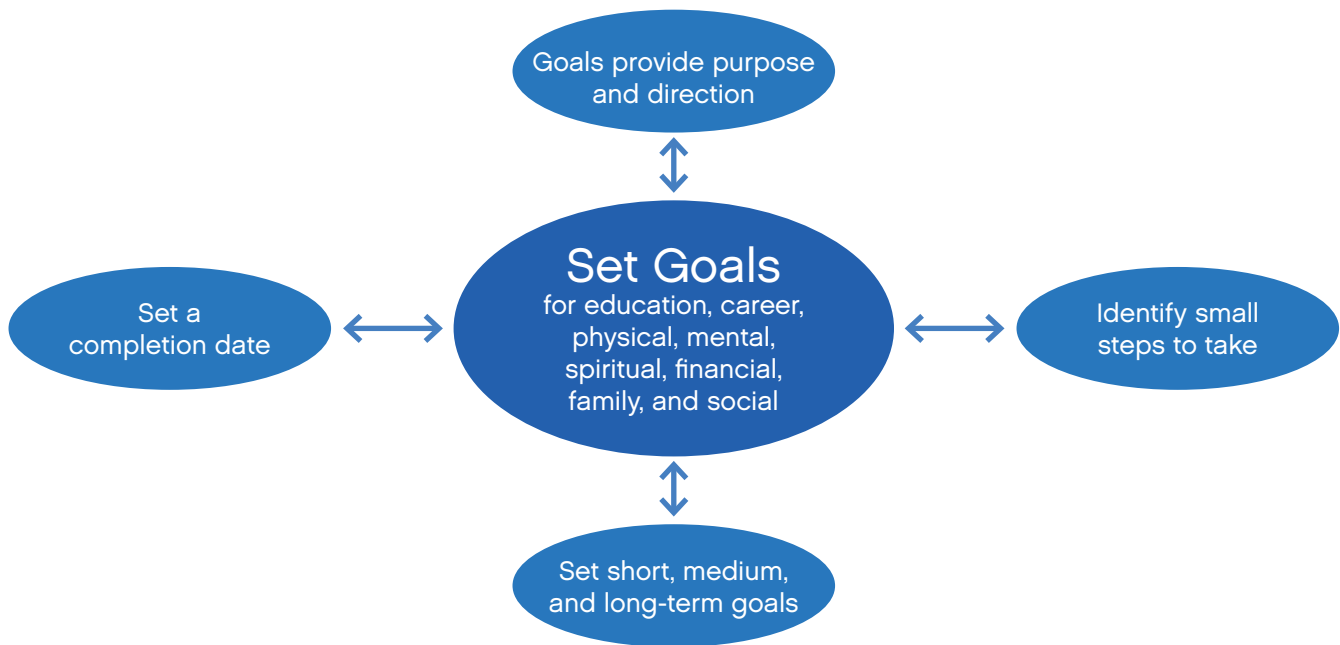 Goals provide purpose
and direction
Set Goals
for education, career,
physical, mental,
spiritual, financial,
family, and social
Set a
completion date
Identify small
steps to take
Set short, medium,
and long-term goals